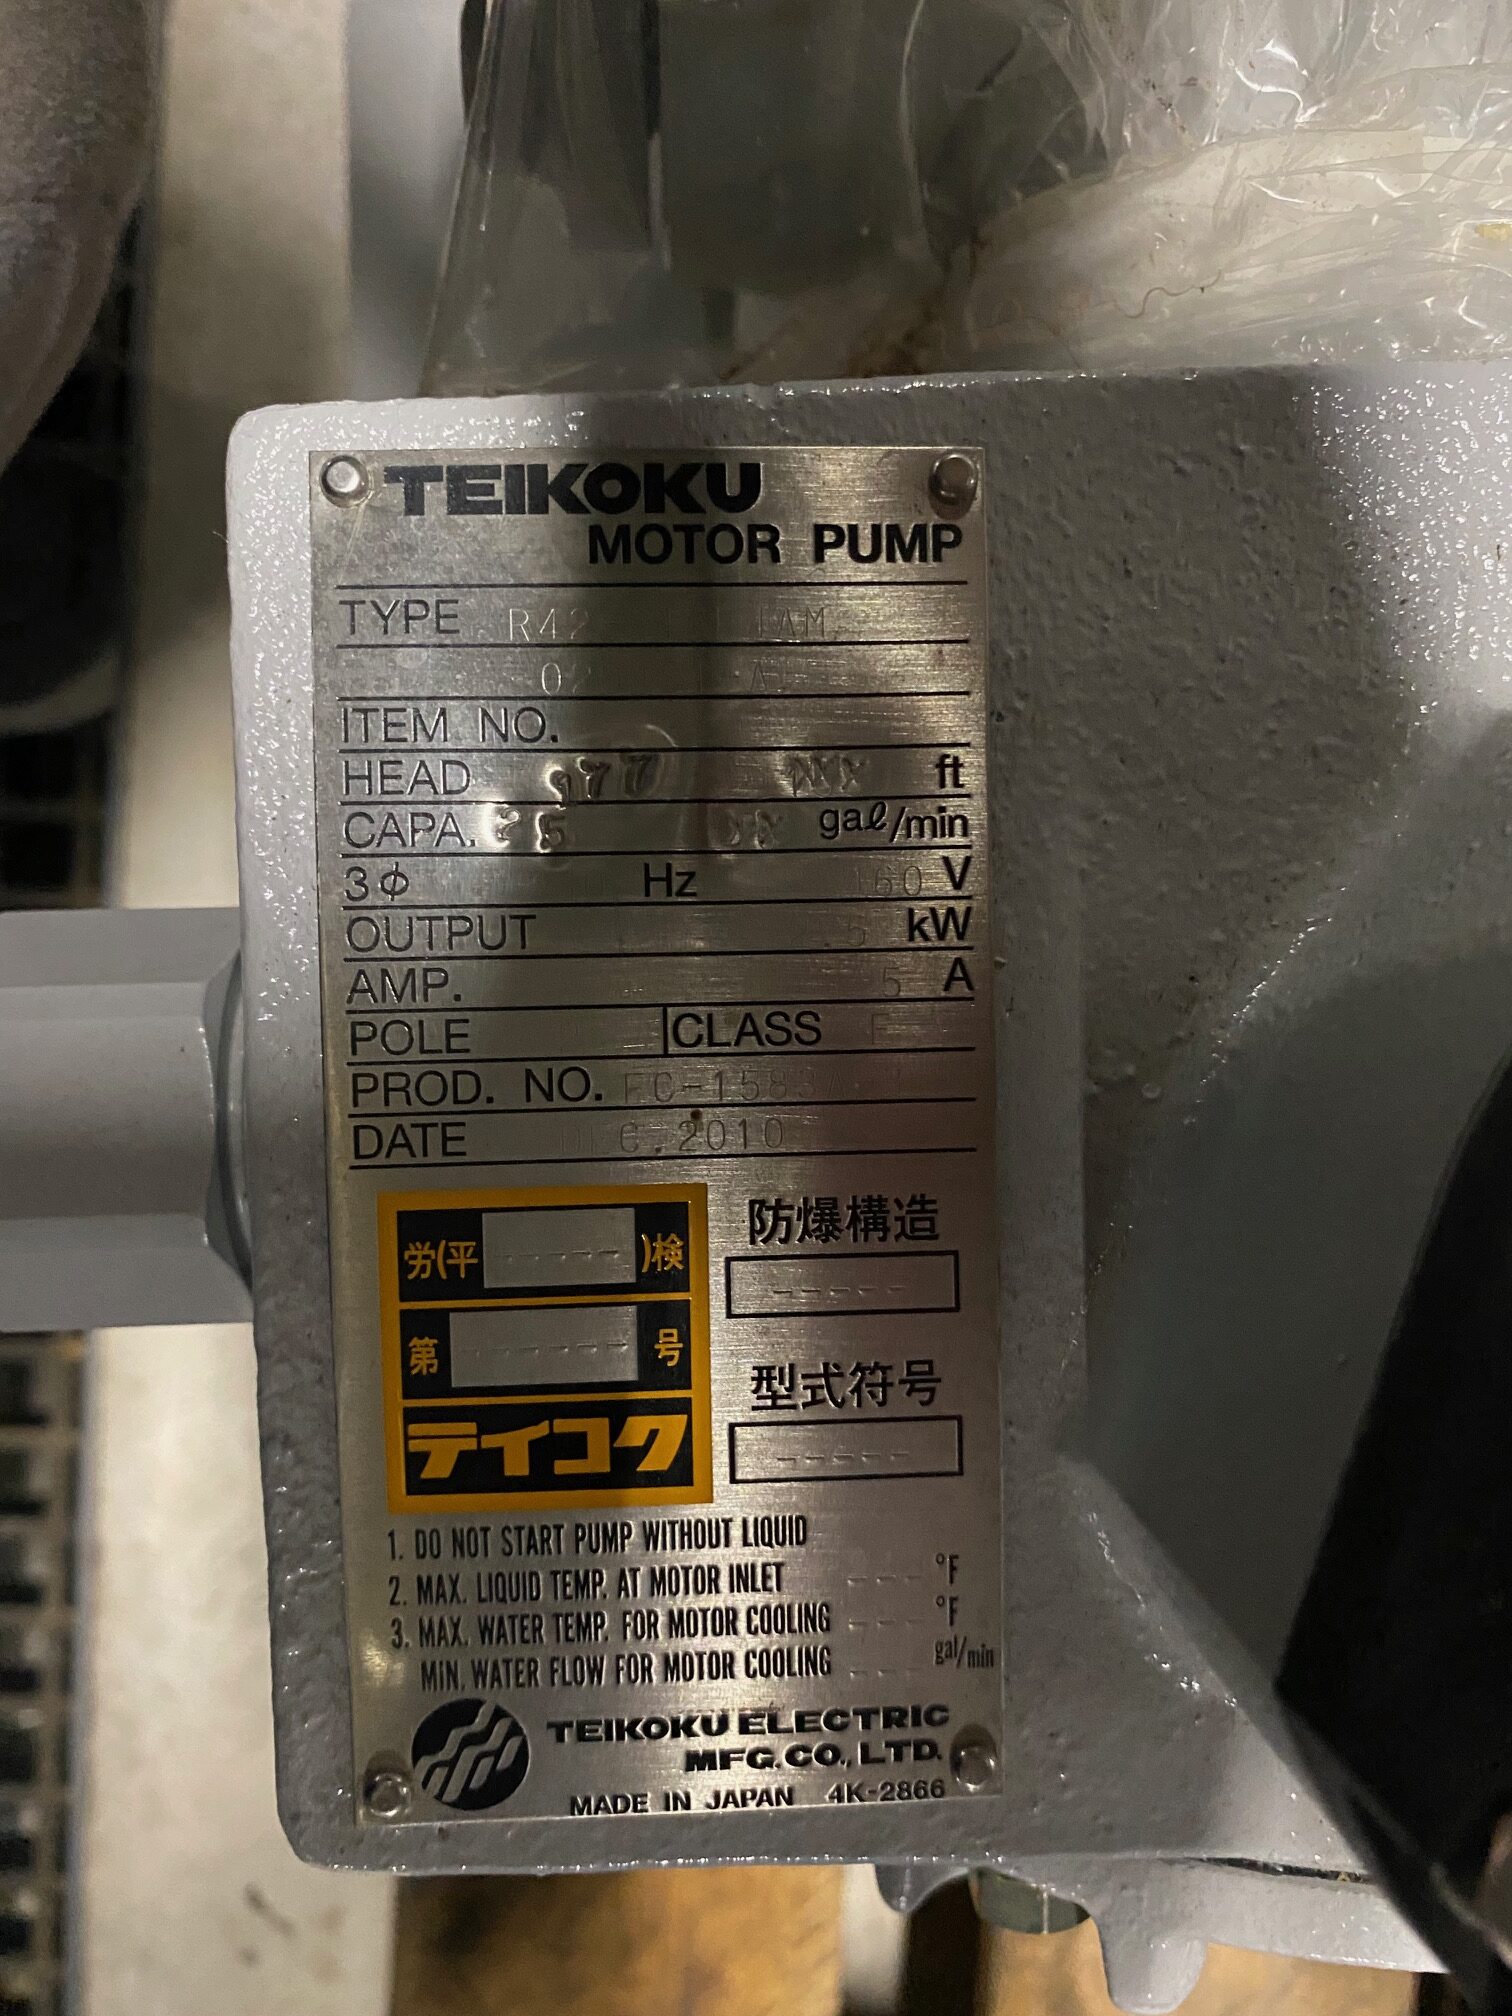 TEIKOKU
MOTOR PUMP
TYPE
ITEM NO.
HEAD 177 ft
CAPA. gal/min
3φ Hz V
OUTPUT kW
AMP. A
POLE CLASS
PROD. NO.
DATE 2010
労(平 -----)検
防爆構造
-----
第 ------ 号
型式符号
-----
テイコク
1. DO NOT START PUMP WITHOUT LIQUID
2. MAX. LIQUID TEMP. AT MOTOR INLET --- °F
3. MAX. WATER TEMP. FOR MOTOR COOLING --- °F
MIN. WATER FLOW FOR MOTOR COOLING -- gal/min
TEIKOKU ELECTRIC
MFG. CO., LTD.
MADE IN JAPAN 4K-2866